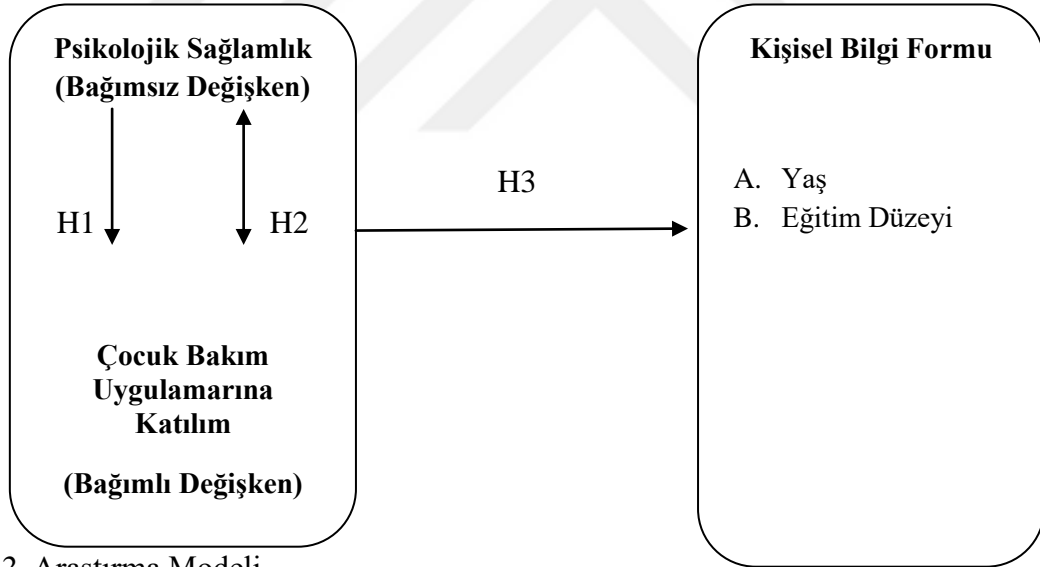 Psikolojik Sağlamlık
(Bağımsız Değişken)
H1
H2
Çocuk Bakım
Uygulamarına
Katılım
(Bağımlı Değişken)
H3
Kişisel Bilgi Formu
A. Yaş
B. Eğitim Düzeyi
2. Araştırma Modeli